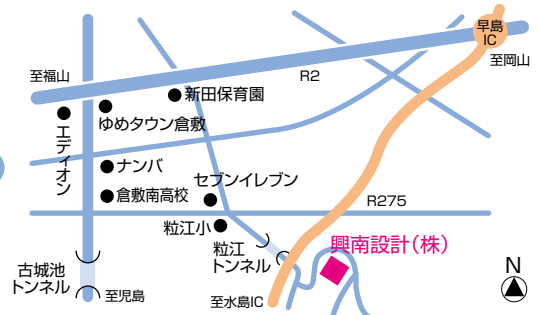 早島
IC
至岡山
至福山
R2
新田保育園
ゆめタウン倉敷
エディオン
ナンバ
セブンイレブン
倉敷南高校
R275
粒江小
粒江
トンネル
興南設計(株)
古城池
トンネル
至児島
至水島IC
N